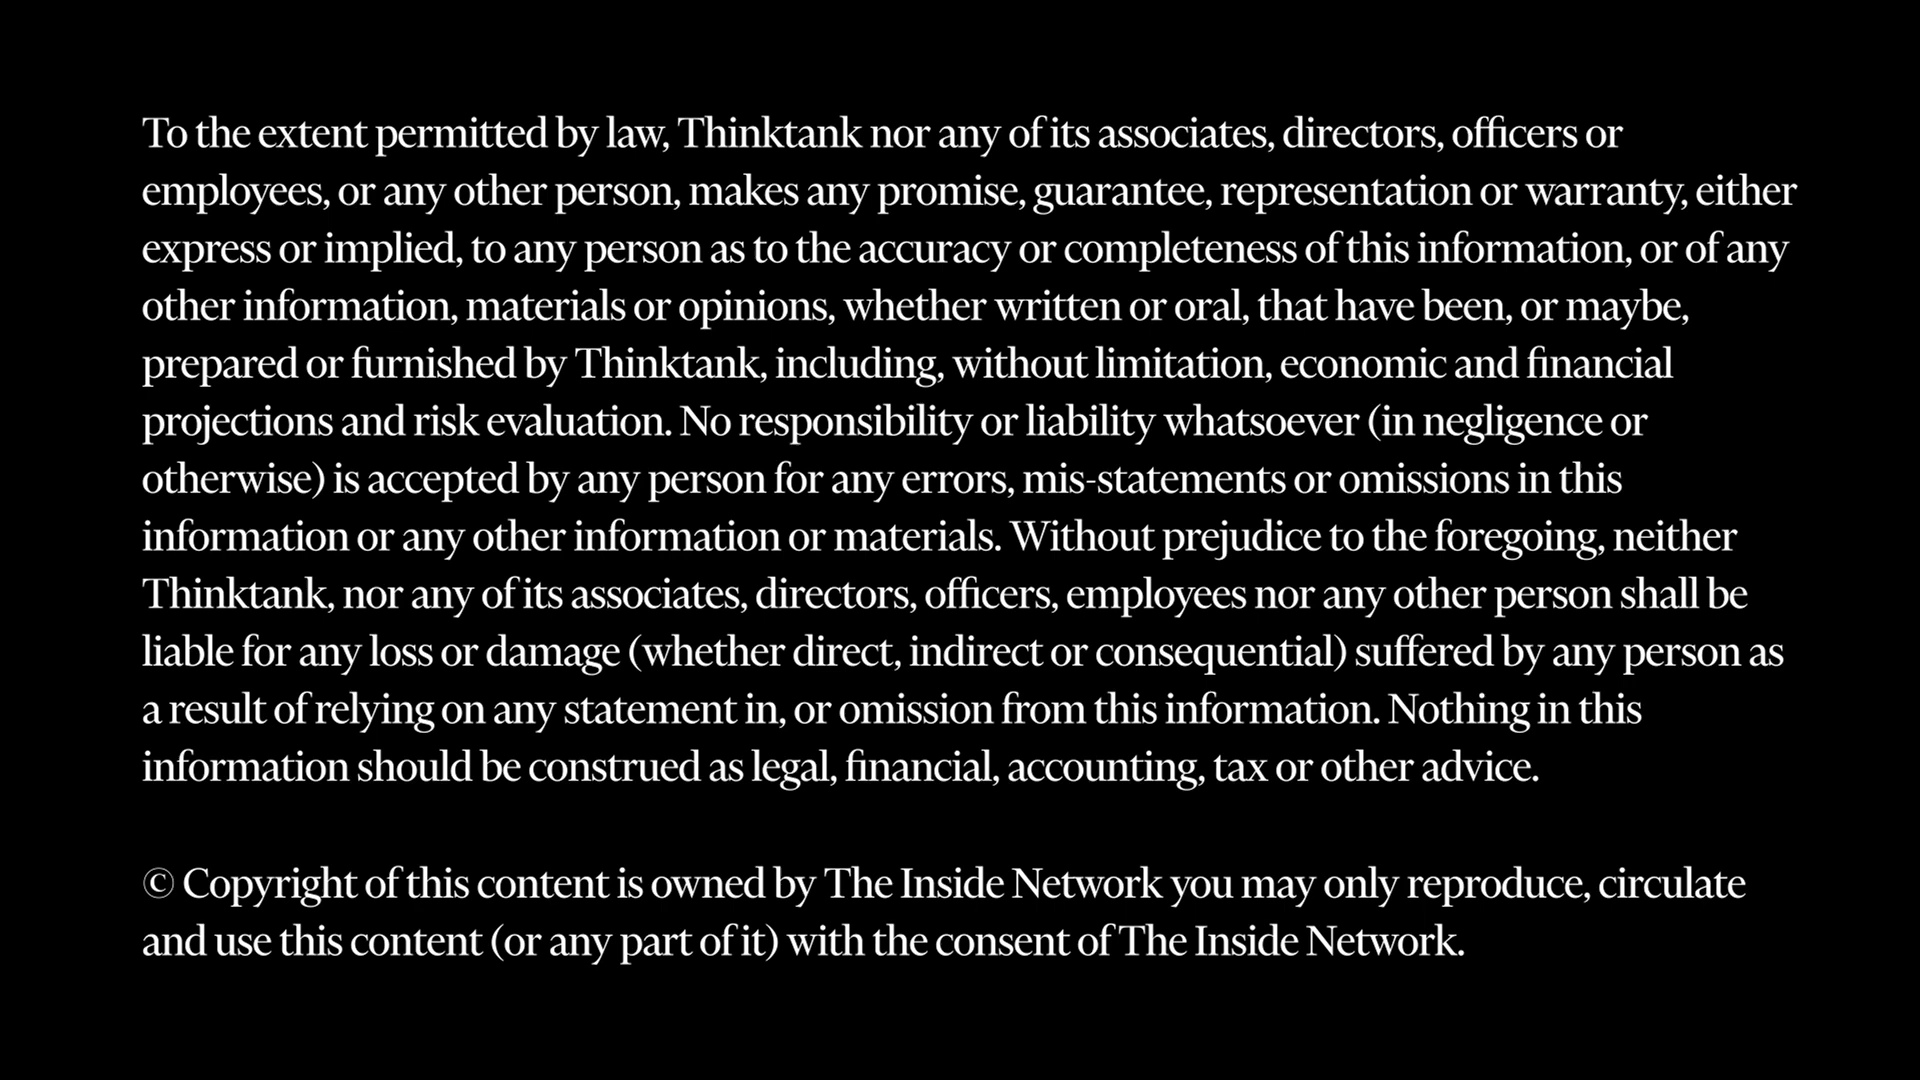 To the extent permitted by law, Thinktank nor any of its associates, directors, officers or
employees, or any other person, makes any promise, guarantee, representation or warranty, either
express or implied, to any person as to the accuracy or completeness of this information, or of any
other information, materials or opinions, whether written or oral, that have been, or maybe,
prepared or furnished by Thinktank, including, without limitation, economic and financial
projections and risk evaluation. No responsibility or liability whatsoever (in negligence or
otherwise) is accepted by any person for any errors, mis-statements or omissions in this
information or any other information or materials. Without prejudice to the foregoing, neither
Thinktank, nor any of its associates, directors, officers, employees nor any other person shall be
liable for any loss or damage (whether direct, indirect or consequential) suffered by any person as
a result of relying on any statement in, or omission from this information. Nothing in this
information should be construed as legal, financial, accounting, tax or other advice.
© Copyright of this content is owned by The Inside Network you may only reproduce, circulate
and use this content (or any part of it) with the consent of The Inside Network.